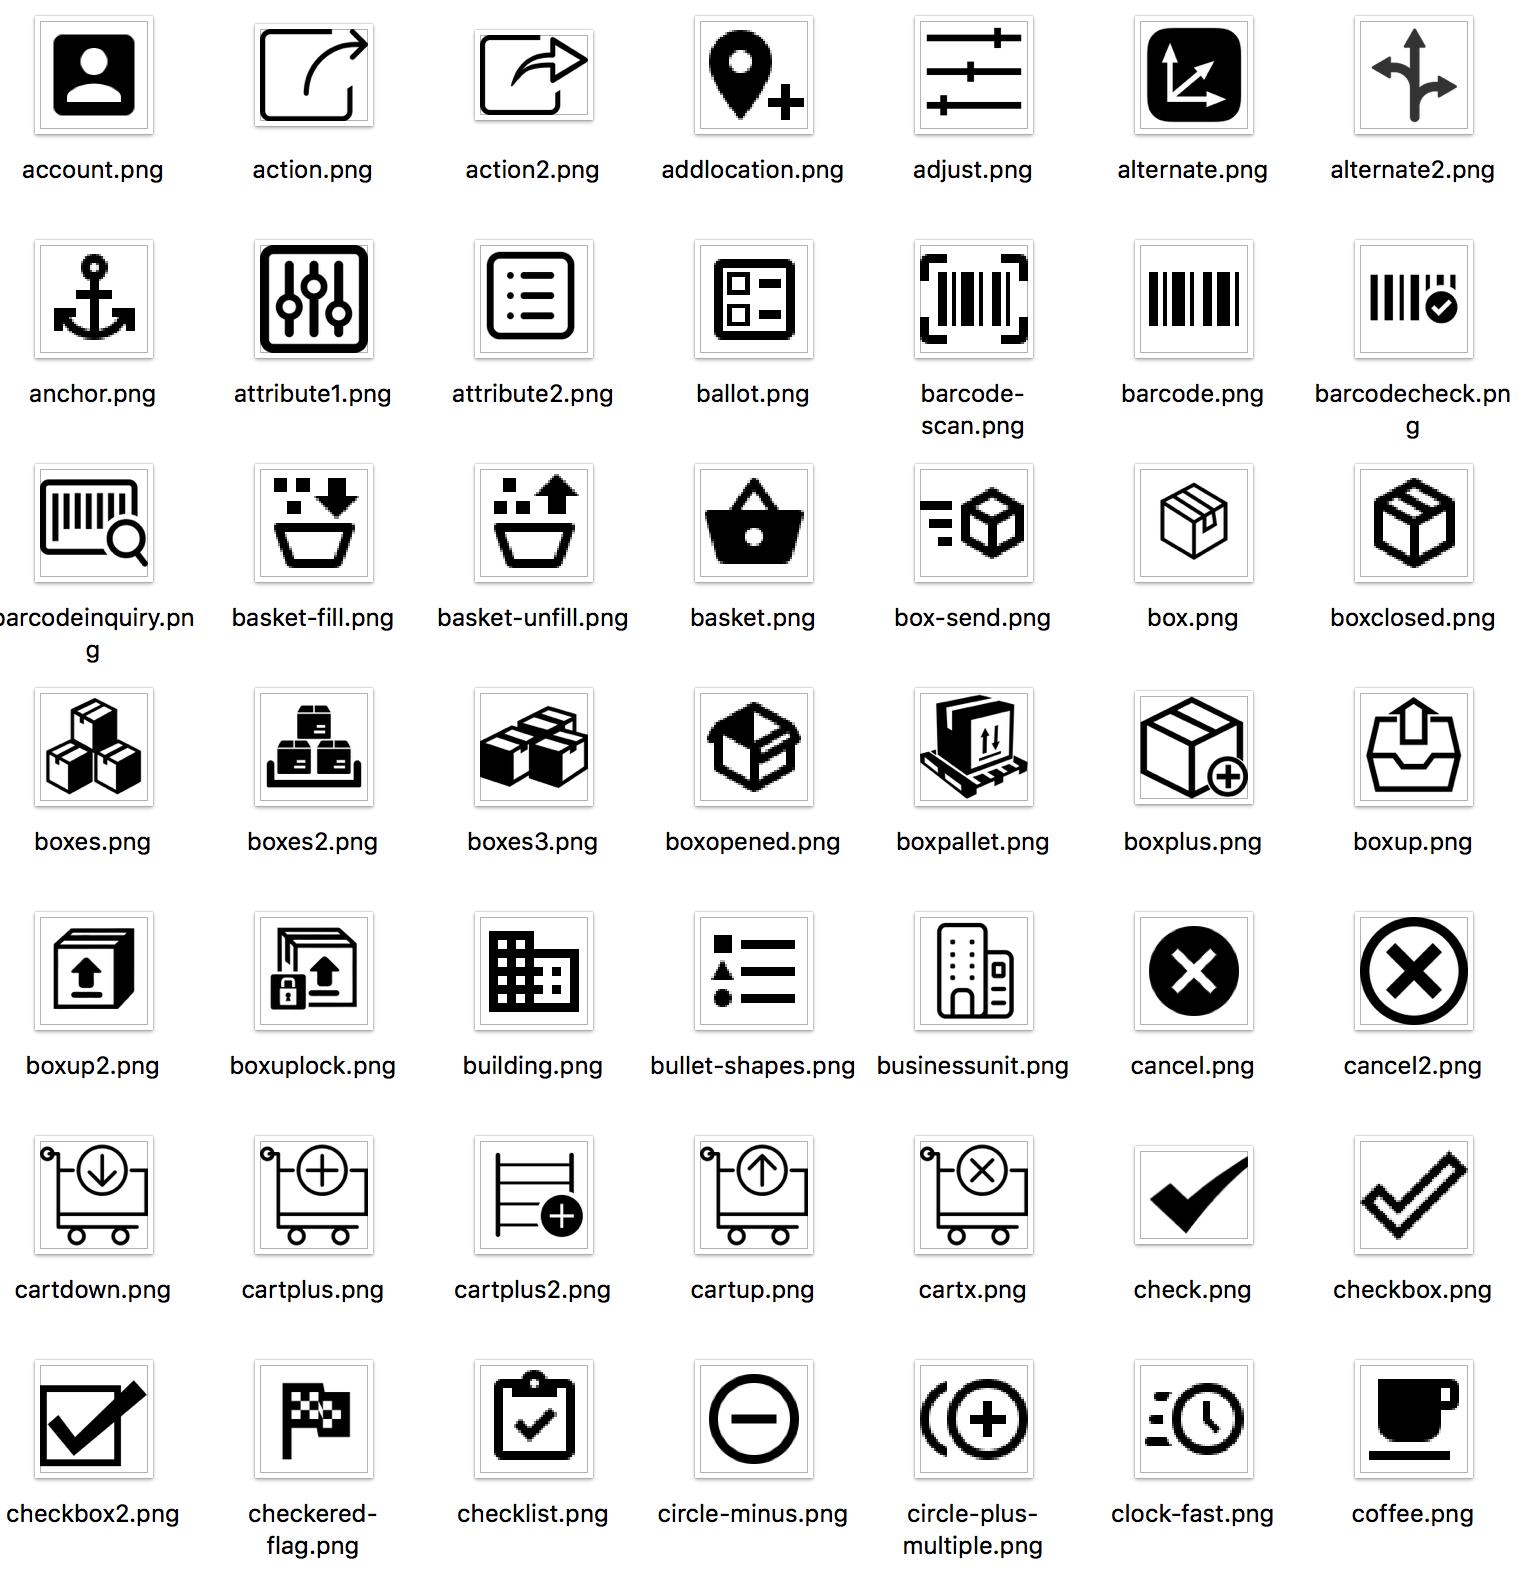 account.png
action.png
action2.png
addlocation.png
adjust.png
alternate.png
alternate2.png
anchor.png
attribute1.png
attribute2.png
ballot.png
barcode-
scan.png
barcode.png
barcodecheck.pn
g
barcodeinquiry.pn
g
basket-fill.png
basket-unfill.png
basket.png
box-send.png
box.png
boxclosed.png
boxes.png
boxes2.png
boxes3.png
boxopened.png
boxpallet.png
boxplus.png
boxup.png
boxup2.png
boxuplock.png
building.png
bullet-shapes.png
businessunit.png
cancel.png
cancel2.png
cartdown.png
cartplus.png
cartplus2.png
cartup.png
cartx.png
check.png
checkbox.png
checkbox2.png
checkered-
flag.png
checklist.png
circle-minus.png
circle-plus-
multiple.png
clock-fast.png
coffee.png